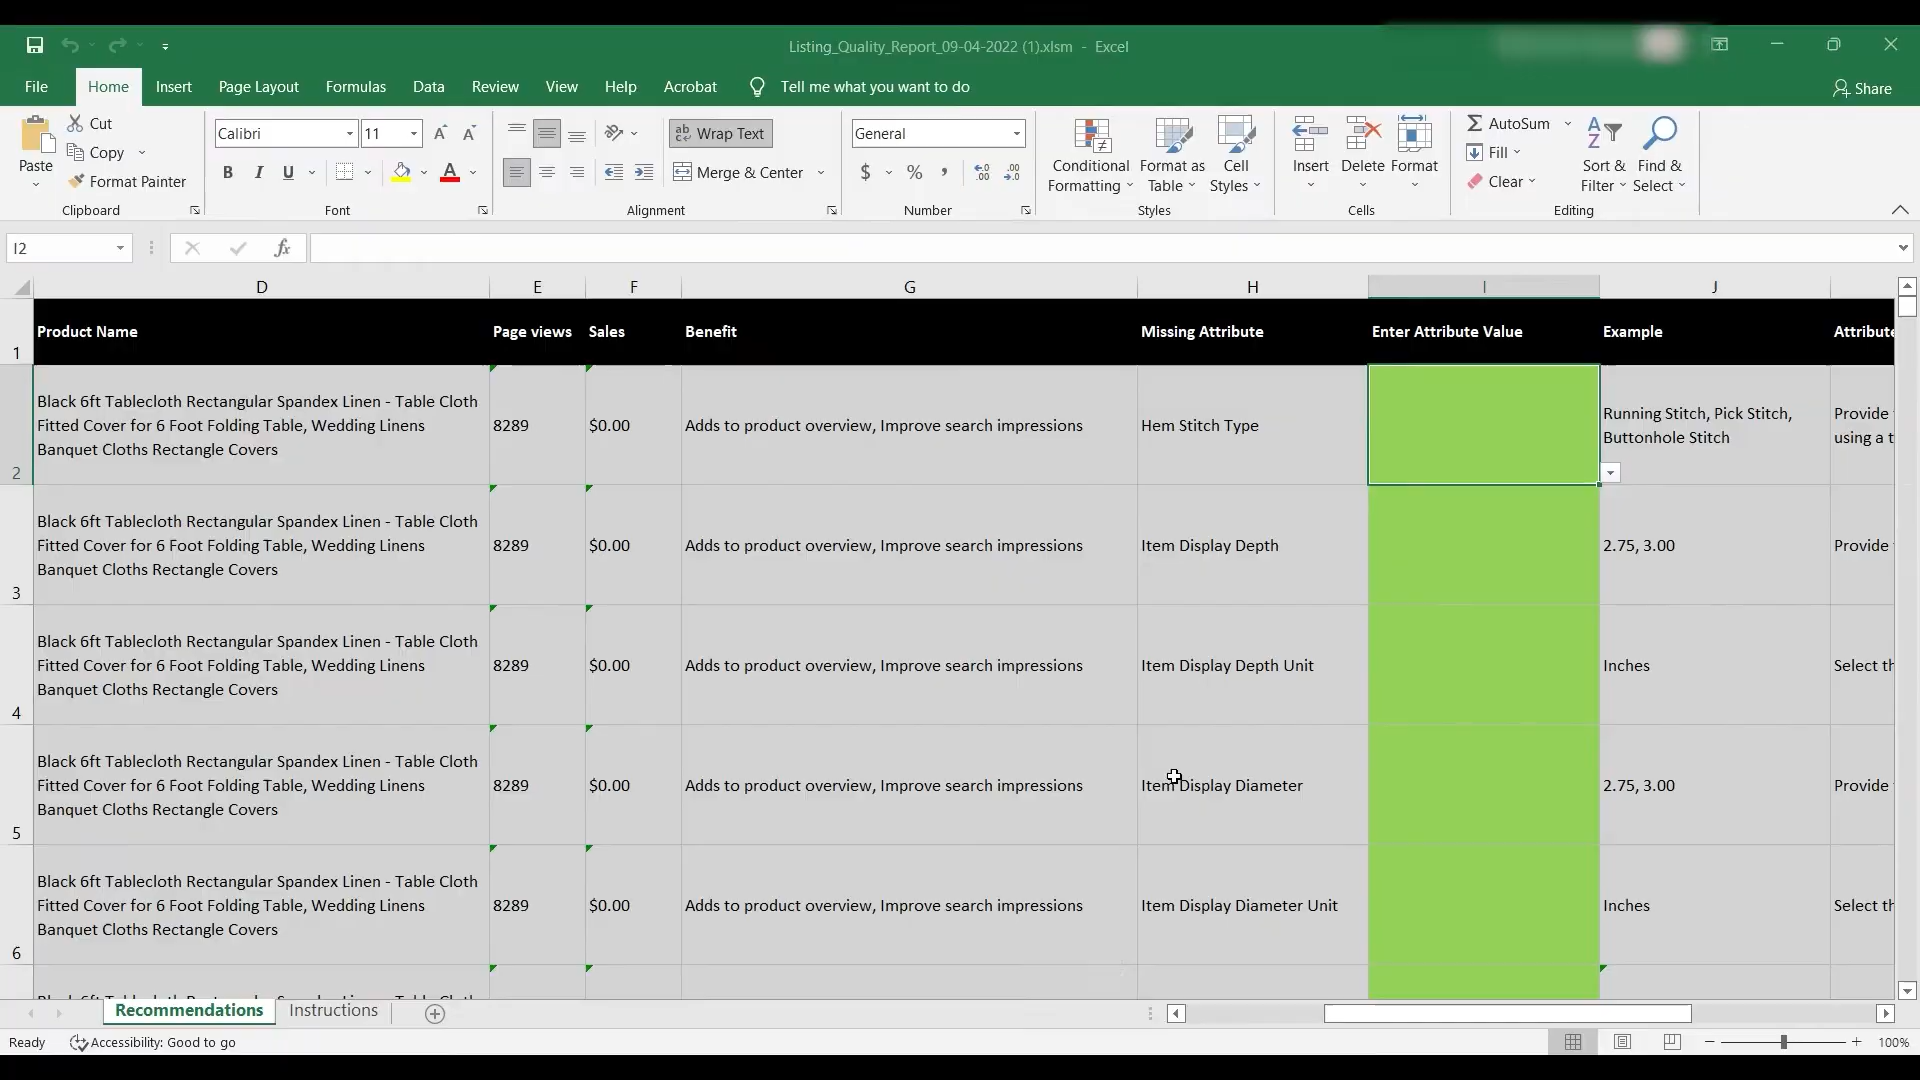 Listing_Quality_Report_09-04-2022 (1).xlsm - Excel
File Home Insert Page Layout Formulas Data Review View Help Acrobat Tell me what you want to do Share
Paste Cut Copy Format Painter Clipboard
Calibri 11 B I U Font
ab Wrap Text Merge & Center Alignment
General $ % , Number
Conditional Formatting Format as Table Cell Styles Styles
Insert Delete Format Cells
AutoSum Fill Clear Sort & Filter Find & Select Editing
I2 fx
D E F G H I J
1 Product Name Page views Sales Benefit Missing Attribute Enter Attribute Value Example Attribute
Black 6ft Tablecloth Rectangular Spandex Linen - Table Cloth Running Stitch, Pick Stitch, Provide
Fitted Cover for 6 Foot Folding Table, Wedding Linens 8289 $0.00 Adds to product overview, Improve search impressions Hem Stitch Type Buttonhole Stitch using a t
2 Banquet Cloths Rectangle Covers
Black 6ft Tablecloth Rectangular Spandex Linen - Table Cloth
Fitted Cover for 6 Foot Folding Table, Wedding Linens 8289 $0.00 Adds to product overview, Improve search impressions Item Display Depth 2.75, 3.00 Provide
3 Banquet Cloths Rectangle Covers
Black 6ft Tablecloth Rectangular Spandex Linen - Table Cloth
Fitted Cover for 6 Foot Folding Table, Wedding Linens 8289 $0.00 Adds to product overview, Improve search impressions Item Display Depth Unit Inches Select th
4 Banquet Cloths Rectangle Covers
Black 6ft Tablecloth Rectangular Spandex Linen - Table Cloth
Fitted Cover for 6 Foot Folding Table, Wedding Linens 8289 $0.00 Adds to product overview, Improve search impressions Item Display Diameter 2.75, 3.00 Provide
5 Banquet Cloths Rectangle Covers
Black 6ft Tablecloth Rectangular Spandex Linen - Table Cloth
Fitted Cover for 6 Foot Folding Table, Wedding Linens 8289 $0.00 Adds to product overview, Improve search impressions Item Display Diameter Unit Inches Select th
6 Banquet Cloths Rectangle Covers
Recommendations Instructions
Ready Accessibility: Good to go 100%